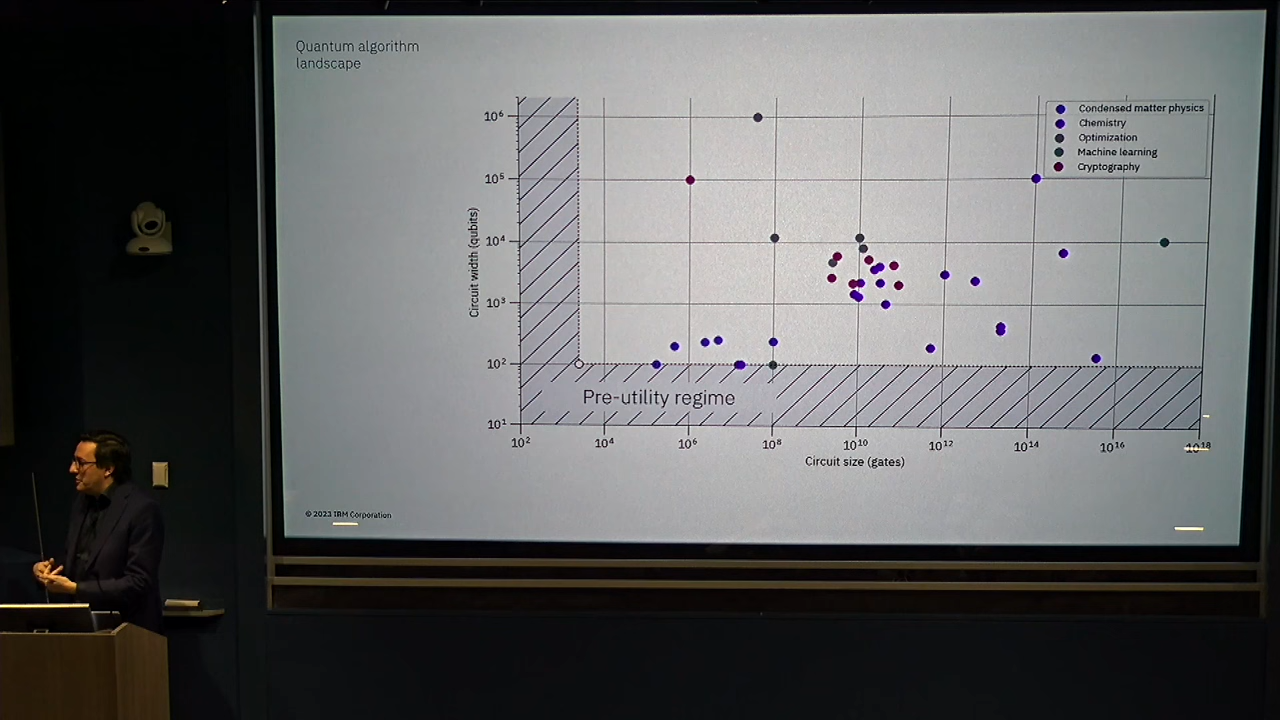 Quantum algorithm
landscape
Condensed matter physics
Chemistry
Optimization
Machine learning
Cryptography
10⁶
10⁵
10⁴
10³
10²
10¹
Circuit width (qubits)
Pre-utility regime
10² 10⁴ 10⁶ 10⁸ 10¹⁰ 10¹² 10¹⁴ 10¹⁶ 10¹⁸
Circuit size (gates)
© 2023 IBM Corporation